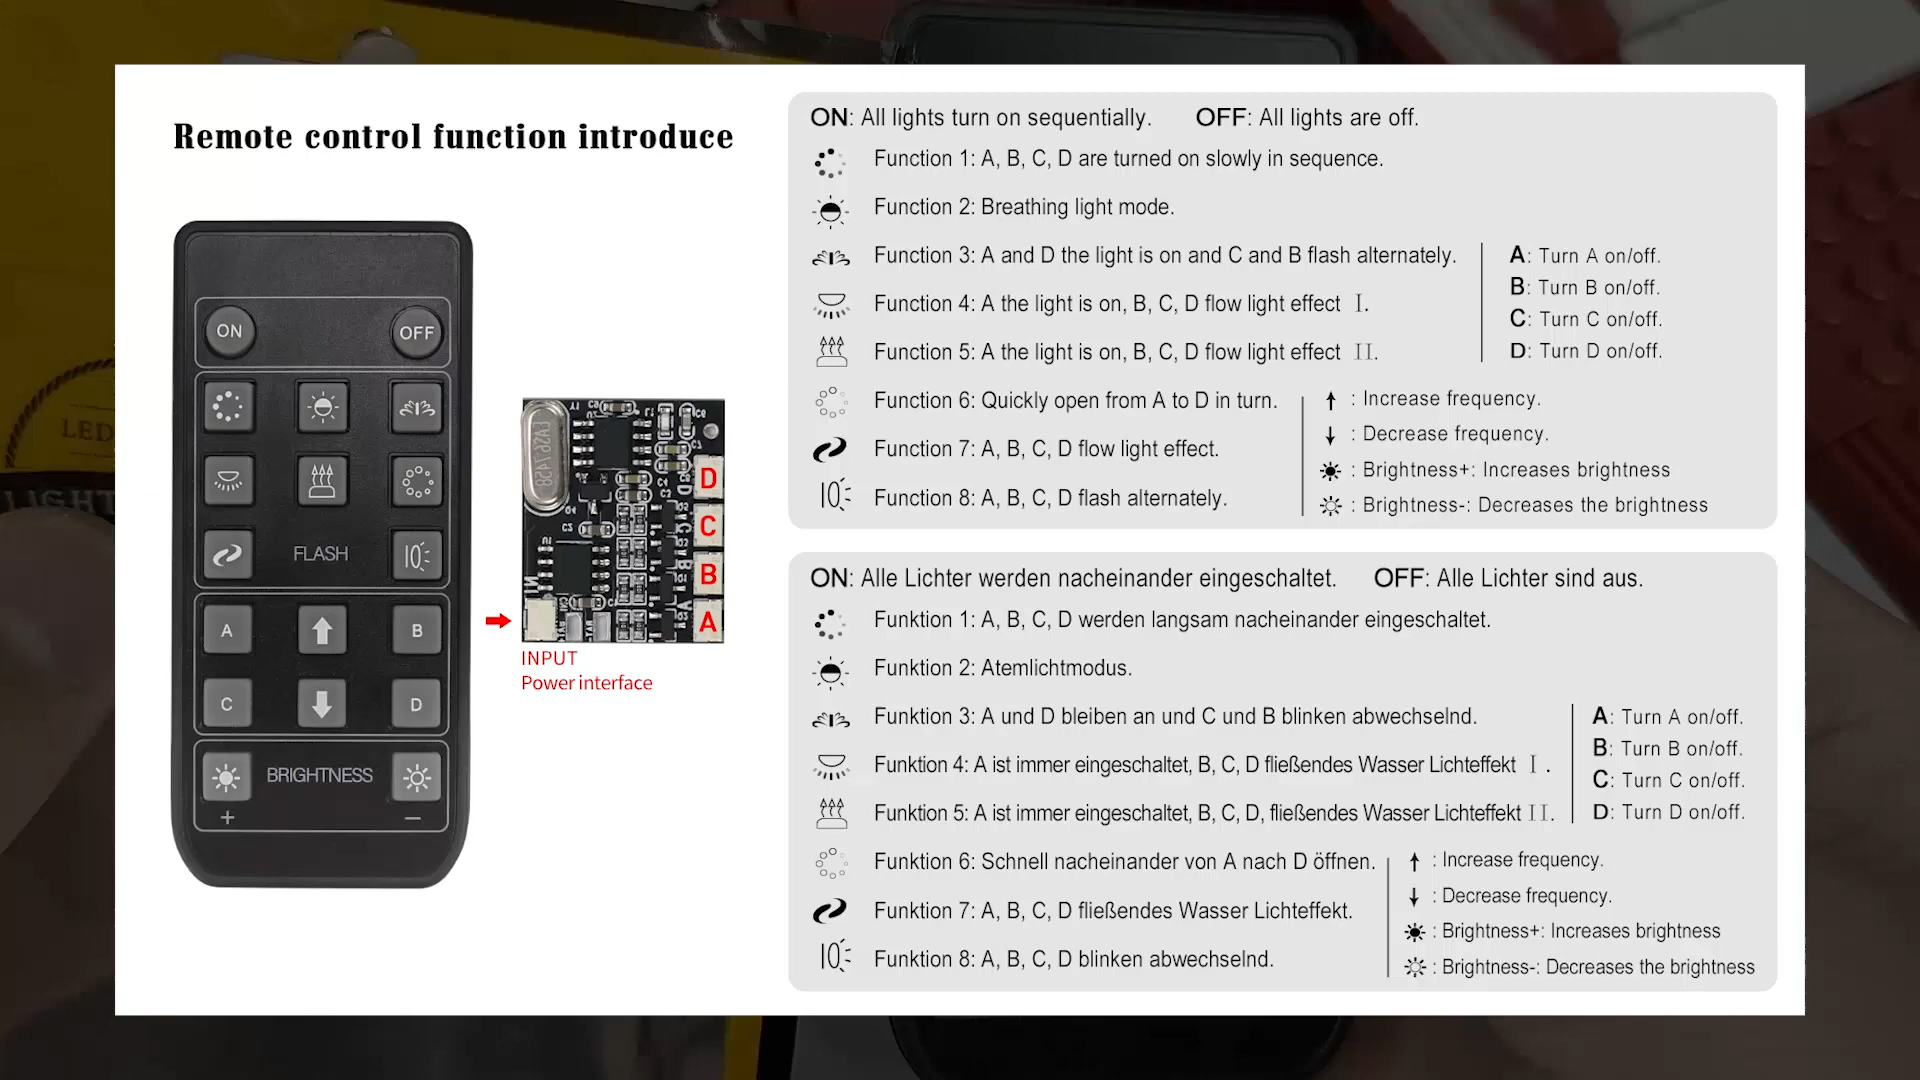 Remote control function introduce
ON
OFF
FLASH
A
B
C
D
BRIGHTNESS
+
−
D
C
B
A
INPUT
Power interface
ON: All lights turn on sequentially. OFF: All lights are off.
Function 1: A, B, C, D are turned on slowly in sequence.
Function 2: Breathing light mode.
Function 3: A and D the light is on and C and B flash alternately.
Function 4: A the light is on, B, C, D flow light effect I.
Function 5: A the light is on, B, C, D flow light effect II.
Function 6: Quickly open from A to D in turn.
Function 7: A, B, C, D flow light effect.
Function 8: A, B, C, D flash alternately.
A: Turn A on/off.
B: Turn B on/off.
C: Turn C on/off.
D: Turn D on/off.
↑ : Increase frequency.
↓ : Decrease frequency.
: Brightness+: Increases brightness
: Brightness-: Decreases the brightness
ON: Alle Lichter werden nacheinander eingeschaltet. OFF: Alle Lichter sind aus.
Funktion 1: A, B, C, D werden langsam nacheinander eingeschaltet.
Funktion 2: Atemlichtmodus.
Funktion 3: A und D bleiben an und C und B blinken abwechselnd.
Funktion 4: A ist immer eingeschaltet, B, C, D fließendes Wasser Lichteffekt I .
Funktion 5: A ist immer eingeschaltet, B, C, D, fließendes Wasser Lichteffekt II.
Funktion 6: Schnell nacheinander von A nach D öffnen.
Funktion 7: A, B, C, D fließendes Wasser Lichteffekt.
Funktion 8: A, B, C, D blinken abwechselnd.
A: Turn A on/off.
B: Turn B on/off.
C: Turn C on/off.
D: Turn D on/off.
↑ : Increase frequency.
↓ : Decrease frequency.
: Brightness+: Increases brightness
: Brightness-: Decreases the brightness
LED
LIGHT